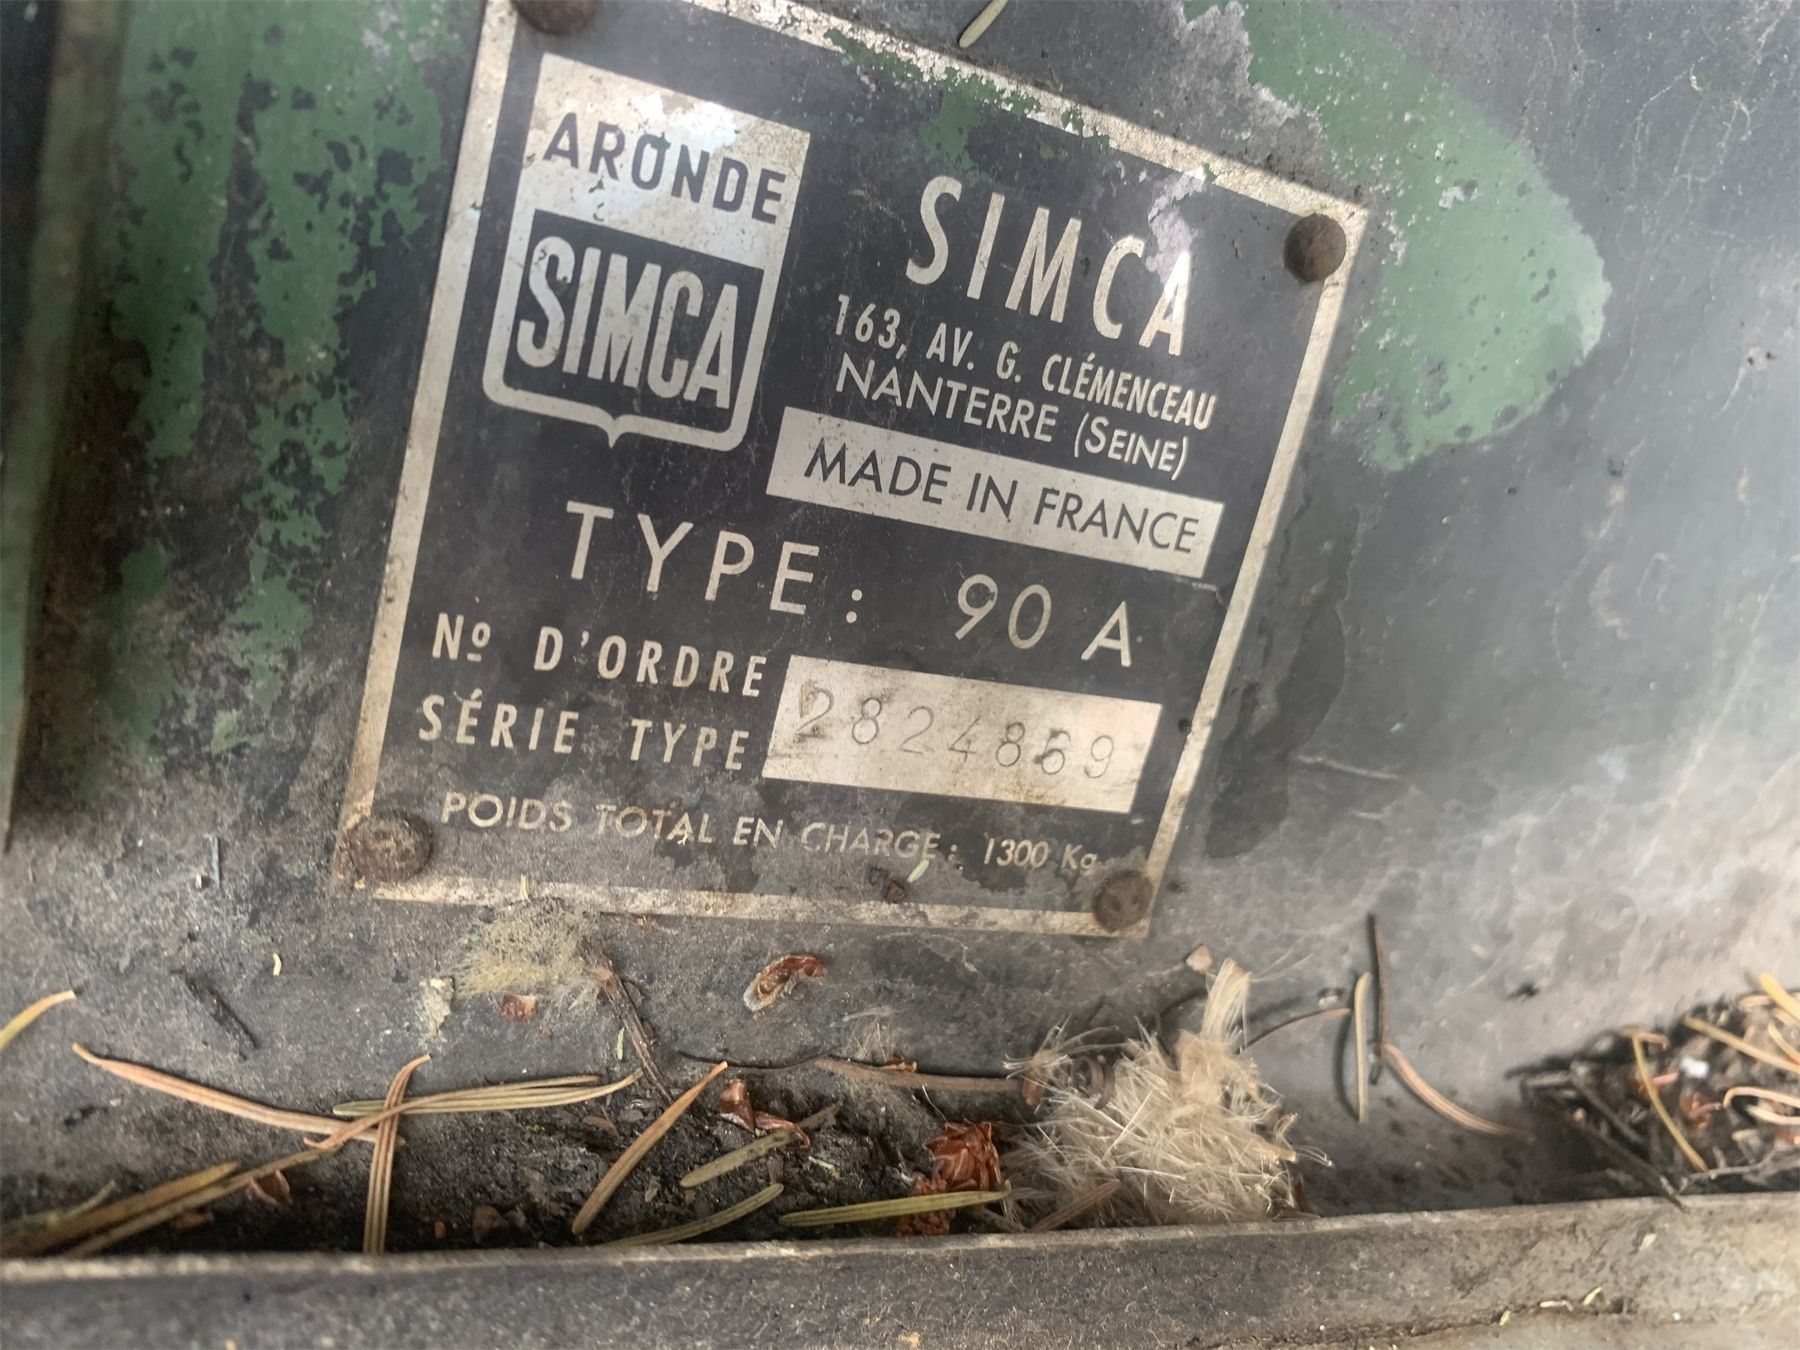 ARONDE
SIMCA
SIMCA
163, AV. G. CLÉMENCEAU
NANTERRE (SEINE)
MADE IN FRANCE
TYPE: 90 A
Nº D'ORDRE
SÉRIE TYPE
2824869
POIDS TOTAL EN CHARGE: 1300 Kg